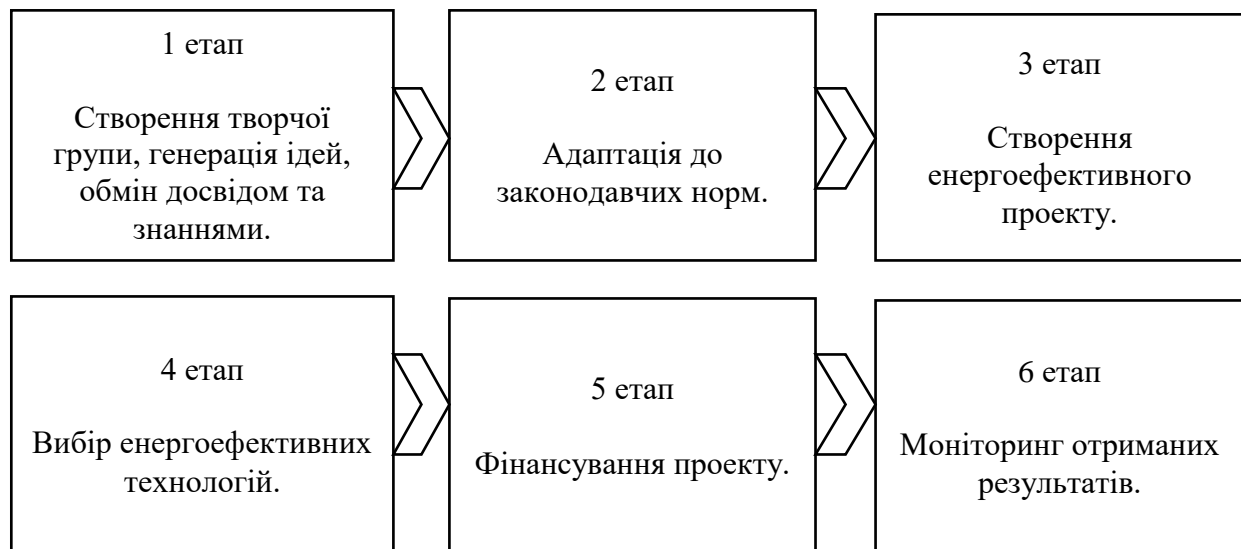 1 етап
Створення творчої
групи, генерація ідей,
обмін досвідом та
знаннями.
2 етап
Адаптація до
законодавчих норм.
3 етап
Створення
енергоефективного
проекту.
4 етап
Вибір енергоефективних
технологій.
5 етап
Фінансування проекту.
6 етап
Моніторинг отриманих
результатів.